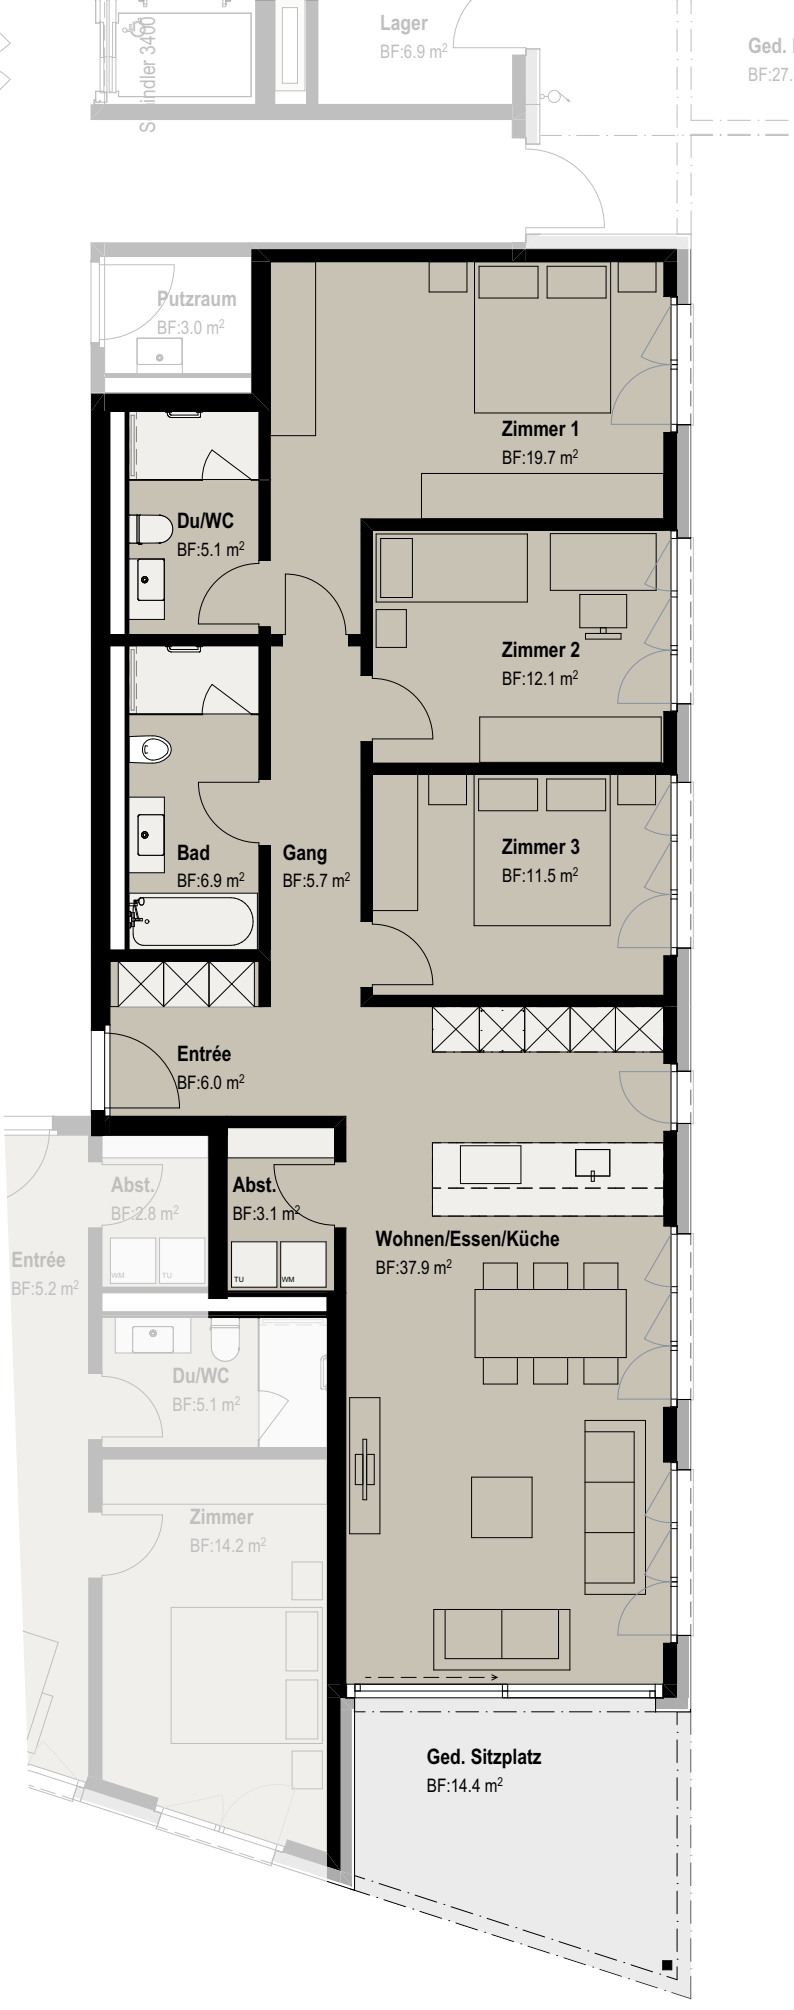 Lager
BF:6.9 m²
Schindler 3400
Ged.
BF:27.
Putzraum
BF:3.0 m²
Zimmer 1
BF:19.7 m²
Du/WC
BF:5.1 m²
Zimmer 2
BF:12.1 m²
Zimmer 3
BF:11.5 m²
Bad
BF:6.9 m²
Gang
BF:5.7 m²
Entrée
BF:6.0 m²
Abst.
BF:2.8 m²
WM
TU
Abst.
BF:3.1 m²
TU
WM
Entrée
BF:5.2 m²
Wohnen/Essen/Küche
BF:37.9 m²
Du/WC
BF:5.1 m²
Zimmer
BF:14.2 m²
Ged. Sitzplatz
BF:14.4 m²